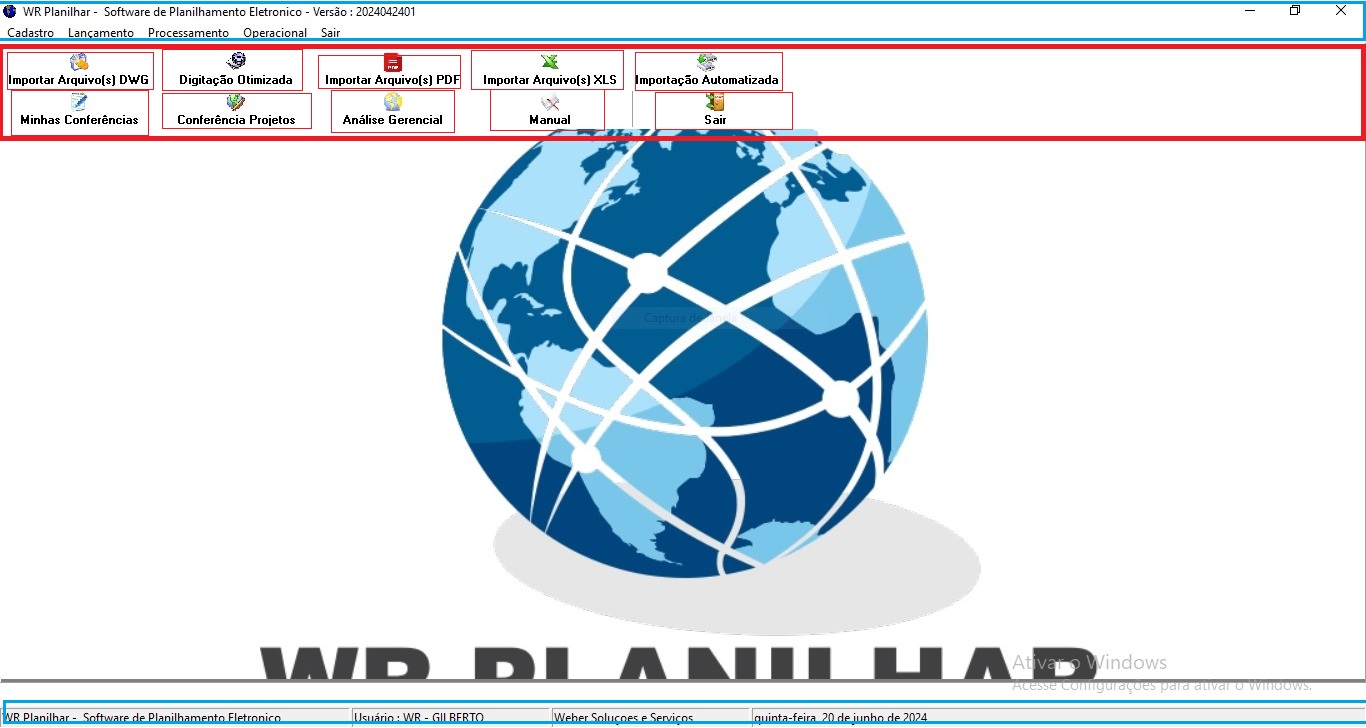 WR Planilhar -  Software de Planilhamento Eletronico - Versão : 2024042401
Cadastro Lançamento Processamento Operacional Sair
Importar Arquivo(s) DWG Digitação Otimizada Importar Arquivo(s) PDF Importar Arquivo(s) XLS Importação Automatizada
Minhas Conferências Conferência Projetos Análise Gerencial Manual Sair
Captura de
WR PLANILHAR
Ativar o Windows
Acesse Configurações para ativar o Windows.
WR Planilhar -  Software de Planilhamento Eletronico Usuário : WR - GILBERTO Weber Soluçoes e Serviços quinta-feira, 20 de junho de 2024